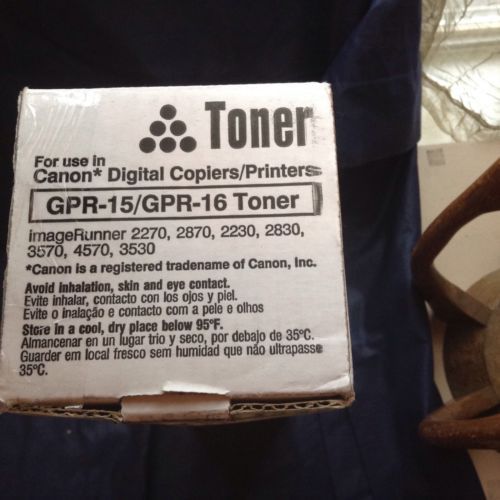 Toner
For use in
Canon* Digital Copiers/Printers
GPR-15/GPR-16 Toner
imageRunner 2270, 2870, 2230, 2830,
3570, 4570, 3530
*Canon is a registered tradename of Canon, Inc.
Avoid inhalation, skin and eye contact.
Evite inhalar, contacto con los ojos y piel.
Evite o inalação e contacto com a pele e olhos
Store in a cool, dry place below 95°F.
Almancenar en un lugar trio y seco, por debajo de 35ºC.
Guarder em local fresco sem humidad que não ultrapasse
35ºC.